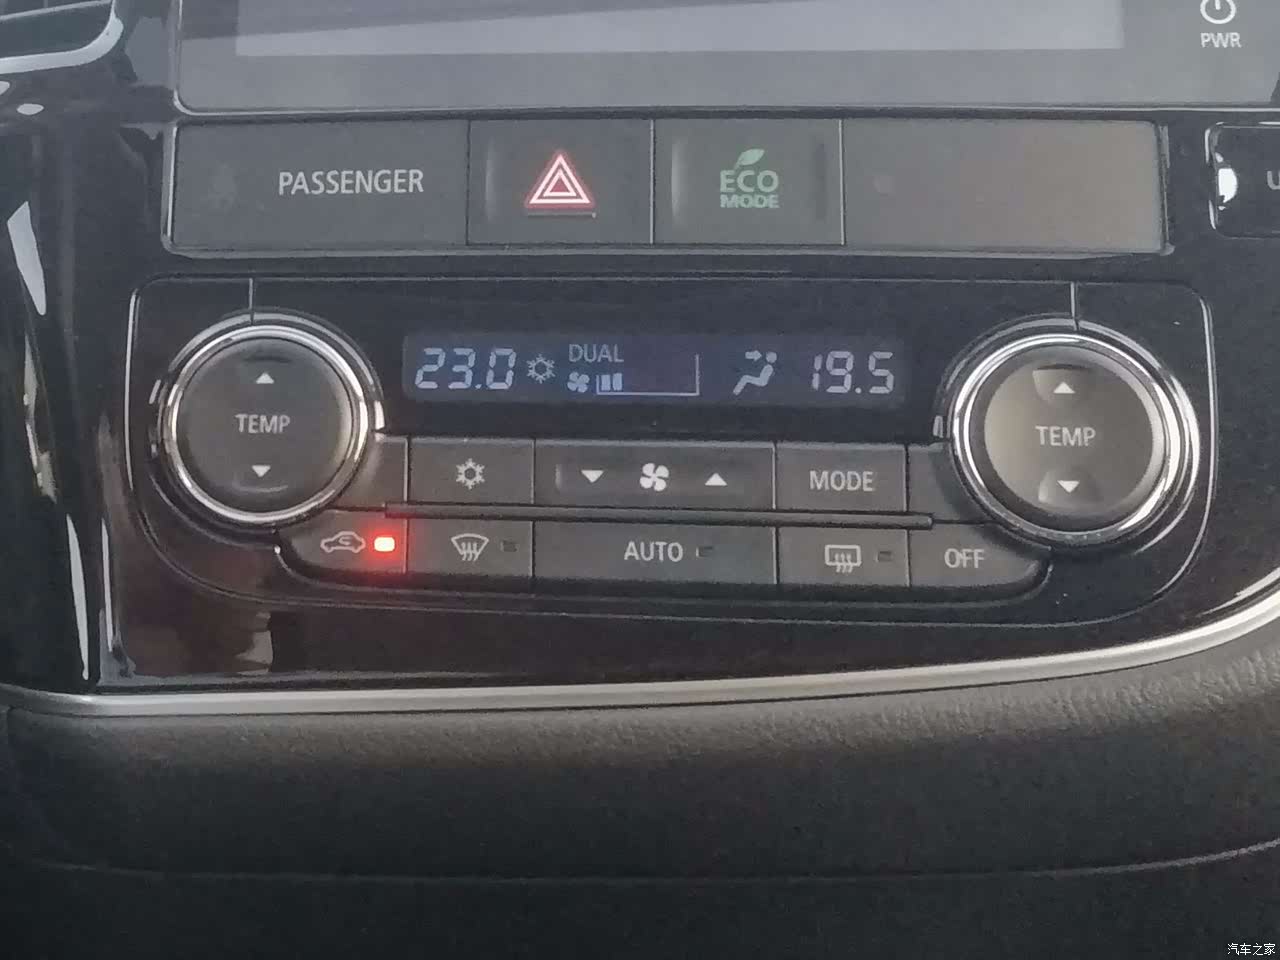 PWR
PASSENGER
ECO
MODE
23.0
DUAL
19.5
TEMP
TEMP
MODE
AUTO
OFF
汽车之家